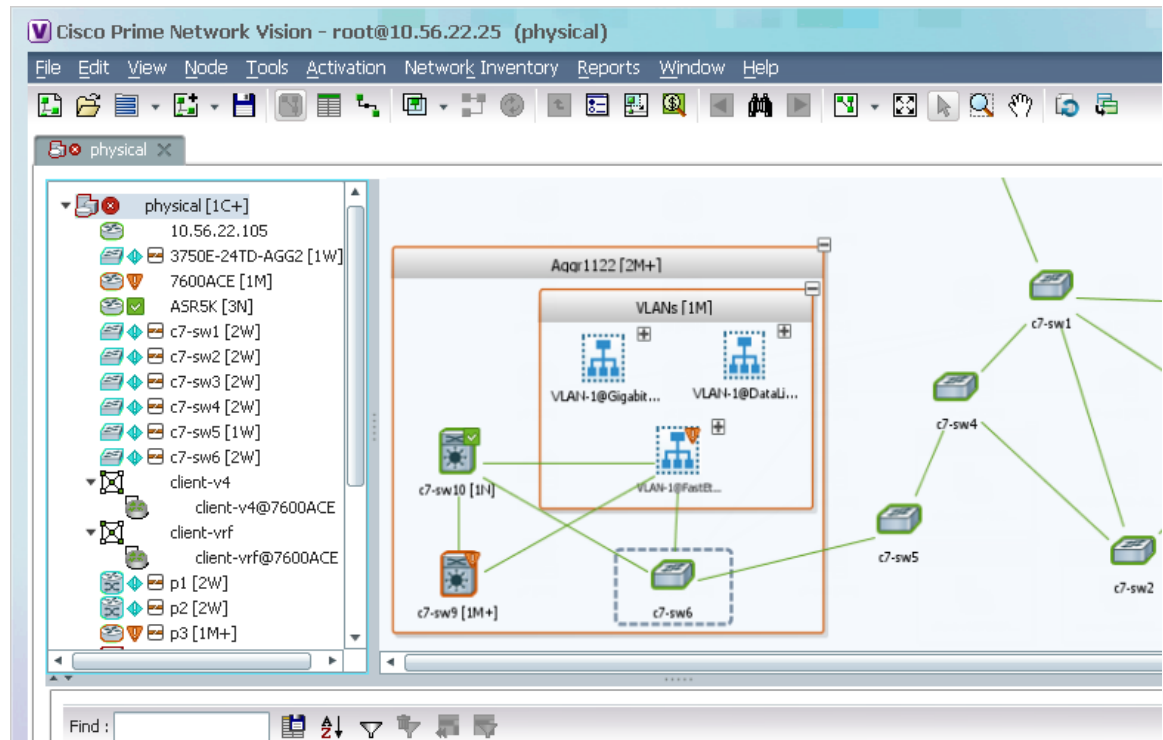 Cisco Prime Network Vision - root@10.56.22.25 (physical)
File Edit View Node Tools Activation Network Inventory Reports Window Help
physical
physical [1C+]
10.56.22.105
3750E-24TD-AGG2 [1W]
7600ACE [1M]
ASR5K [3N]
c7-sw1 [2W]
c7-sw2 [2W]
c7-sw3 [2W]
c7-sw4 [2W]
c7-sw5 [1W]
c7-sw6 [2W]
client-v4
client-v4@7600ACE
client-vrf
client-vrf@7600ACE
p1 [2W]
p2 [2W]
p3 [1M+]
Aggr1122 [2M+]
VLANs [1M]
VLAN-1@Gigabit...
VLAN-1@DataLi...
VLAN-1@FastEt...
c7-sw10 [1N]
c7-sw9 [1M+]
c7-sw6
c7-sw1
c7-sw4
c7-sw5
c7-sw2
Find :